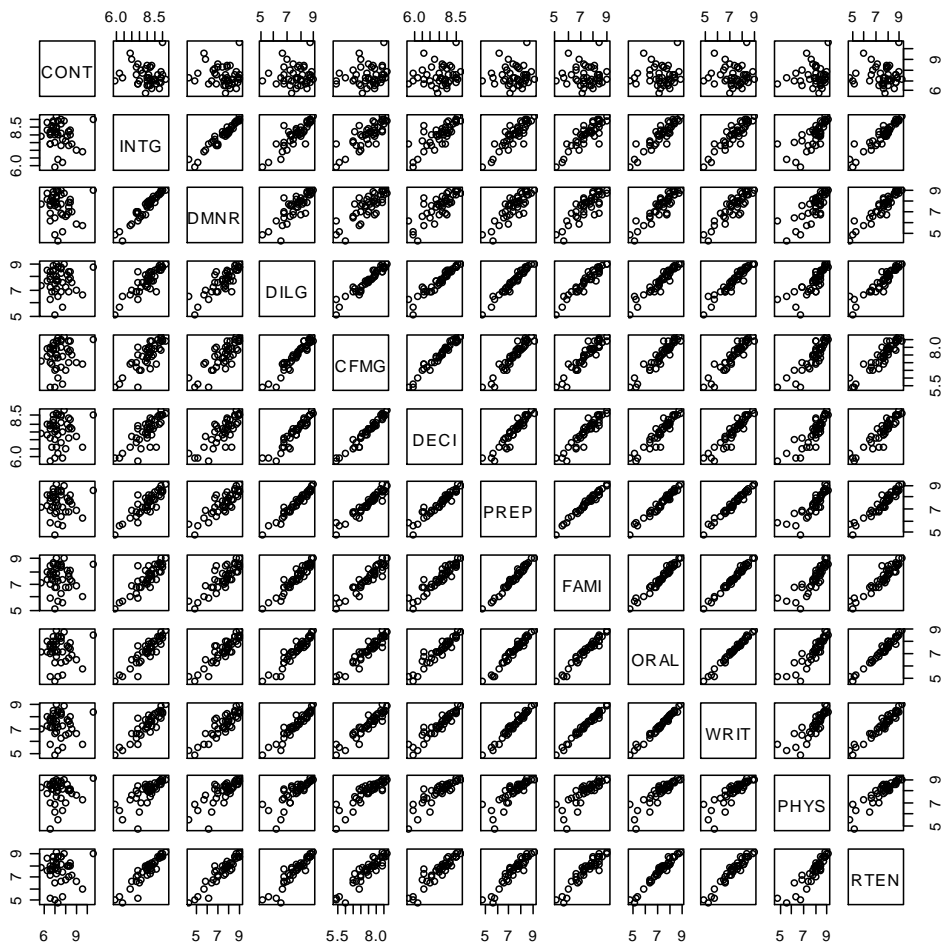 6.0 8.5 5 7 9 6.0 8.5 5 7 9 5 7 9 5 7 9
CONT
6 9
6.0 8.5
INTG
DMNR
5 7 9
5 7 9
DILG
CFMG
5.5 8.0
6.0 8.5
DECI
PREP
5 7 9
5 7 9
FAMI
ORAL
5 7 9
5 7 9
WRIT
PHYS
5 7 9
5 7 9
RTEN
6 9 5 7 9 5.5 8.0 5 7 9 5 7 9 5 7 9